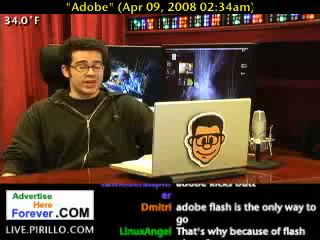 "Adobe" (Apr 09, 2008 02:34am)
34.0°F
er adobe kicks butt
Dmitri adobe flash is the only way to go
LinuxAngel That's why because of flash
Advertise
Here
Forever .COM
LIVE.PIRILLO.COM